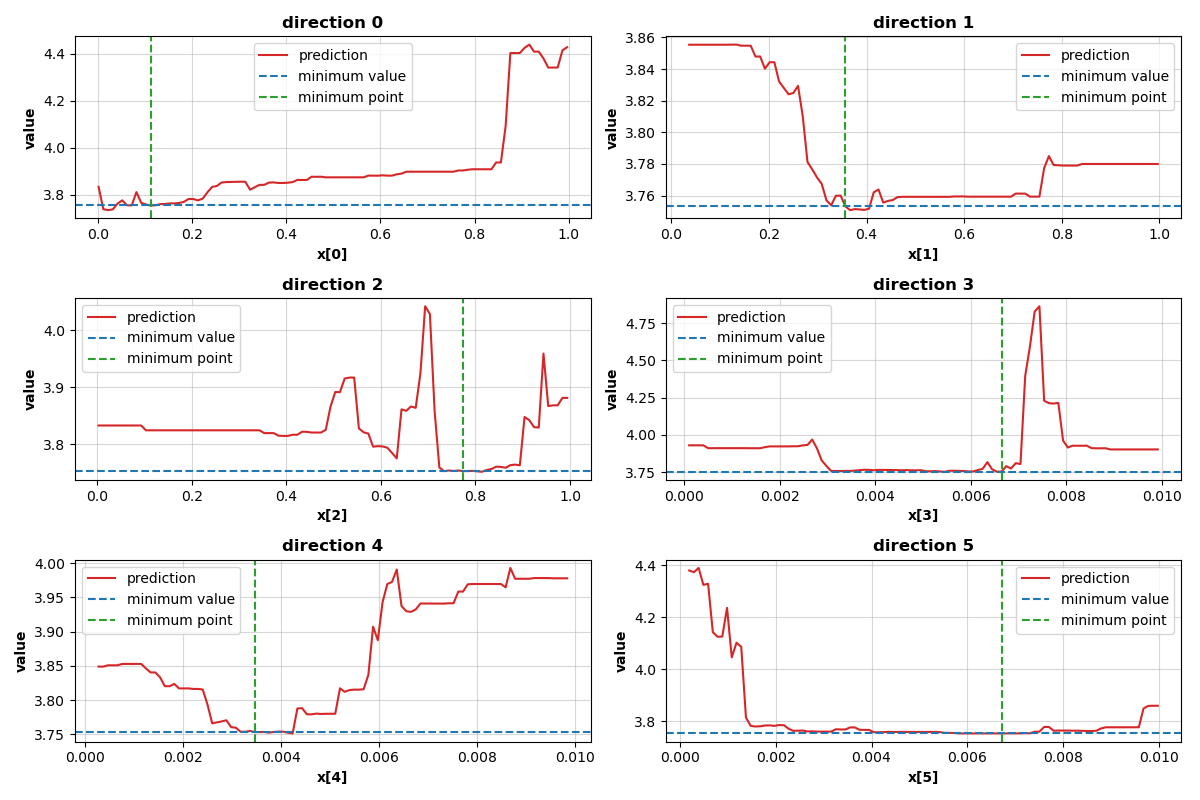 direction 0
value
4.4
4.2
4.0
3.8
prediction
minimum value
minimum point
0.0 0.2 0.4 0.6 0.8 1.0
x[0]
direction 1
value
3.86
3.84
3.82
3.80
3.78
3.76
prediction
minimum value
minimum point
0.0 0.2 0.4 0.6 0.8 1.0
x[1]
direction 2
value
4.0
3.9
3.8
prediction
minimum value
minimum point
0.0 0.2 0.4 0.6 0.8 1.0
x[2]
direction 3
value
4.75
4.50
4.25
4.00
3.75
prediction
minimum value
minimum point
0.000 0.002 0.004 0.006 0.008 0.010
x[3]
direction 4
value
4.00
3.95
3.90
3.85
3.80
3.75
prediction
minimum value
minimum point
0.000 0.002 0.004 0.006 0.008 0.010
x[4]
direction 5
value
4.4
4.2
4.0
3.8
prediction
minimum value
minimum point
0.000 0.002 0.004 0.006 0.008 0.010
x[5]